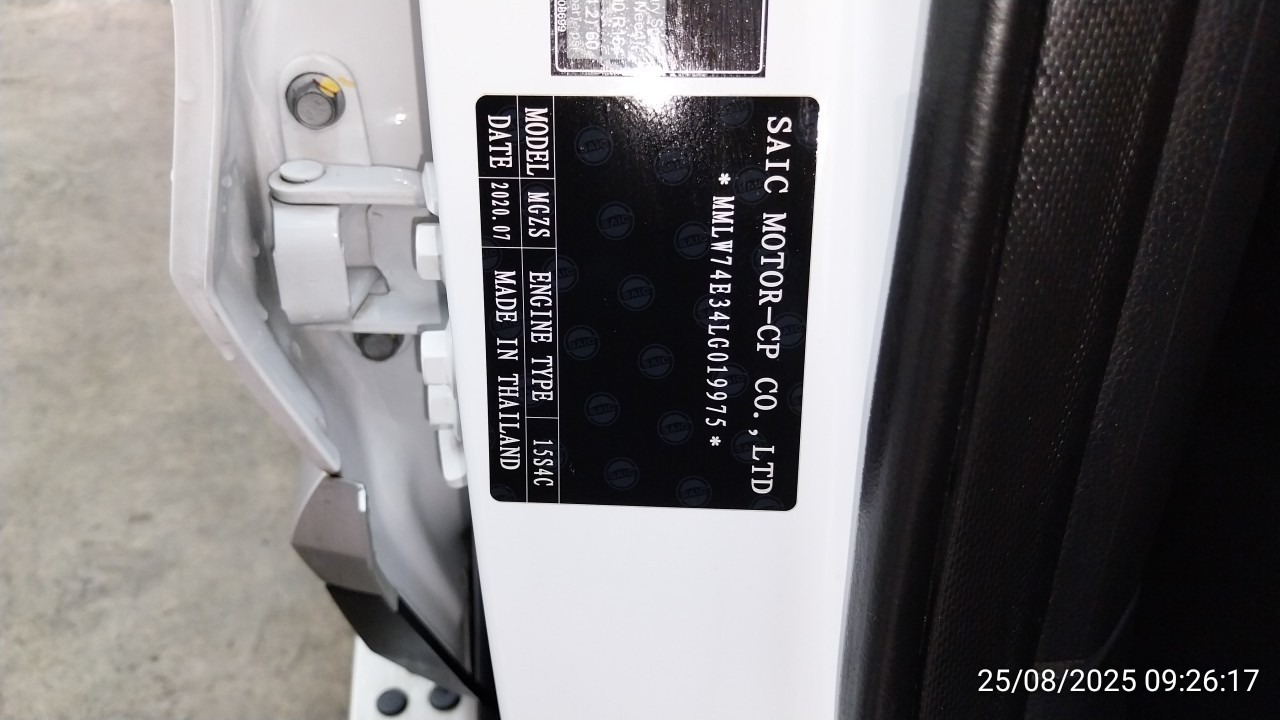 SAIC MOTOR-CP CO.,LTD
*MMLW74E34LG019975*
MODEL MGZS ENGINE TYPE 15S4C
DATE 2020.07 MADE IN THAILAND
25/08/2025 09:26:17